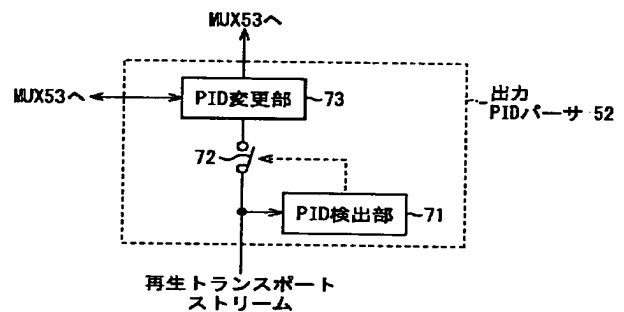 MUX53へ
MUX53へ
PID変更部
73
出力
PIDパーサ 52
72
PID検出部
71
再生トランスポート
ストリーム